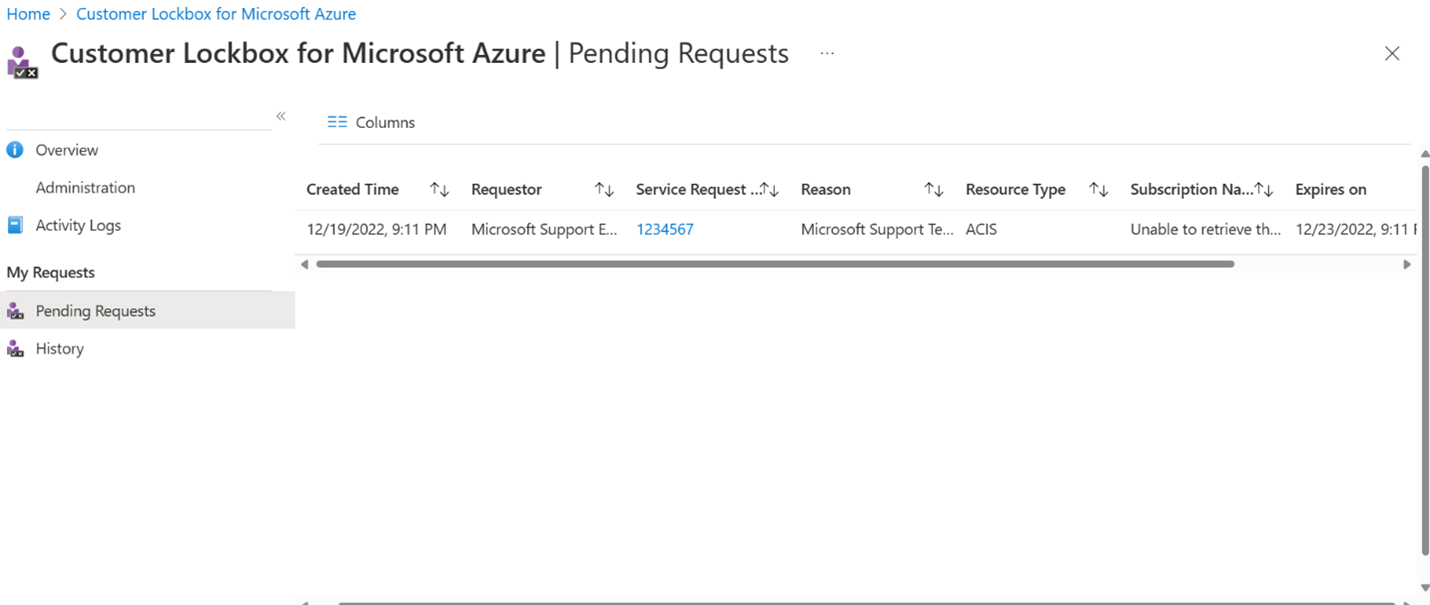 Home > Customer Lockbox for Microsoft Azure
Customer Lockbox for Microsoft Azure | Pending Requests ...
Columns
Overview
Administration
Activity Logs
My Requests
Pending Requests
History
Created Time Requestor Service Request ... Reason Resource Type Subscription Na... Expires on
12/19/2022, 9:11 PM Microsoft Support E... 1234567 Microsoft Support Te... ACIS Unable to retrieve th... 12/23/2022, 9:11